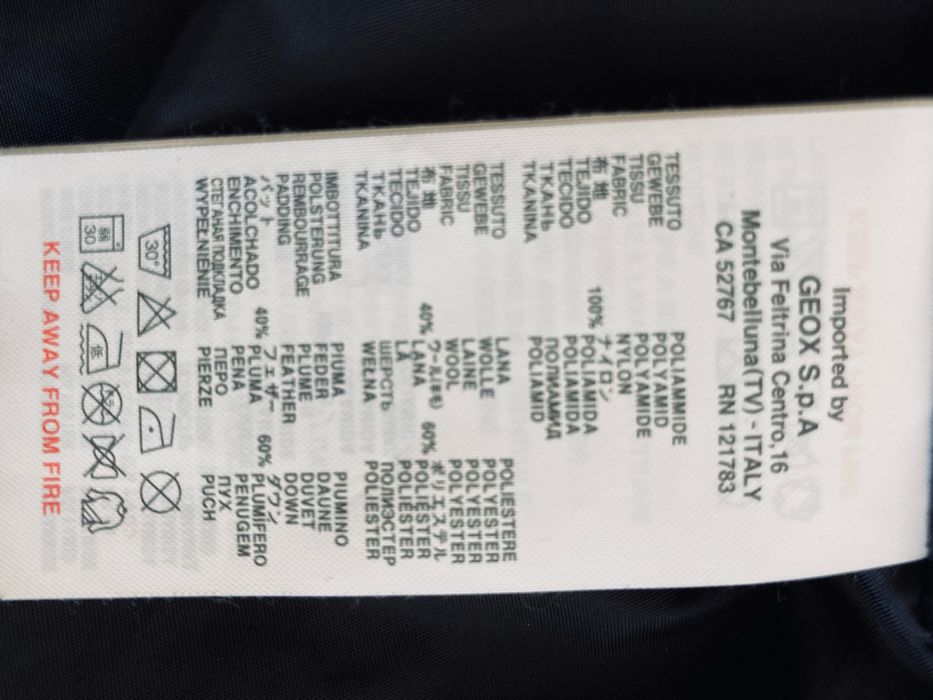 Imported by
GEOX S.p.A
Via Feltrina Centro,16
Montebelluna(TV) - ITALY
CA 52767 RN 121783
TESSUTO POLIAMMIDE
GEWEBE POLYAMID
TISSU POLYAMIDE
FABRIC NYLON
布 地 100% ナイロン
TEJIDO POLIAMIDA
TECIDO POLIAMIDA
ТКАНЬ ПОЛИАМИД
TKANINA POLIAMID
TESSUTO LANA POLIESTERE
GEWEBE WOLLE POLYESTER
TISSU LAINE POLYESTER
FABRIC WOOL POLYESTER
布 地 40% ウール(羊毛) 60% ポリエステル
TEJIDO LANA POLIÉSTER
TECIDO LÃ POLIESTER
ТКАНЬ ШЕРСТЬ ПОЛИЭСТЕР
TKANINA WEŁNA POLIESTER
IMBOTTITURA PIUMA PIUMINO
POLSTERUNG FEDER DAUNE
REMBOURRAGE PLUME DUVET
PADDING FEATHER DOWN
パット 40% フェザー 60% ダウン
ACOLCHADO PLUMA PLUMÍFERO
ENCHIMENTO PENA PENUGEM
СТЕГАНАЯ ПОДКЛАДКА ПЕРО ПУХ
WYPEŁNIENIE PIERZE PUCH
30°
弱 30 低
KEEP AWAY FROM FIRE